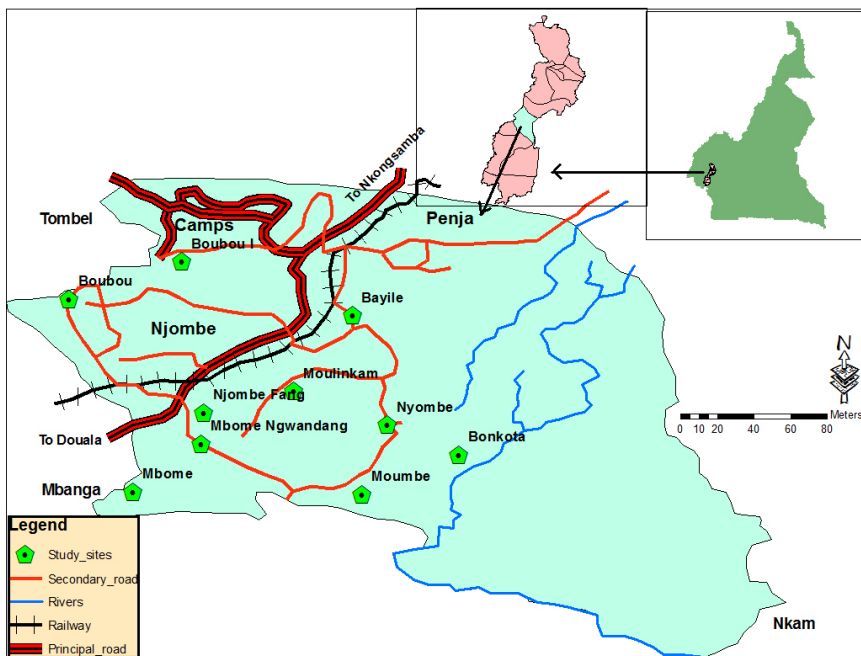 To Nkongsamba
Tombel
Camps
Penja
Boubou I
Boubou
Bayile
Njombe
N
Moulinkam
Njombe Fang
Mbome Ngwandang
Nyombe
Meters
0 5 10 20 40 60 80
To Douala
Bonkota
Mbome
Moumbe
Mbanga
Legend
Study_sites
Secondary_road
Rivers
Railway
Principal_road
Nkam